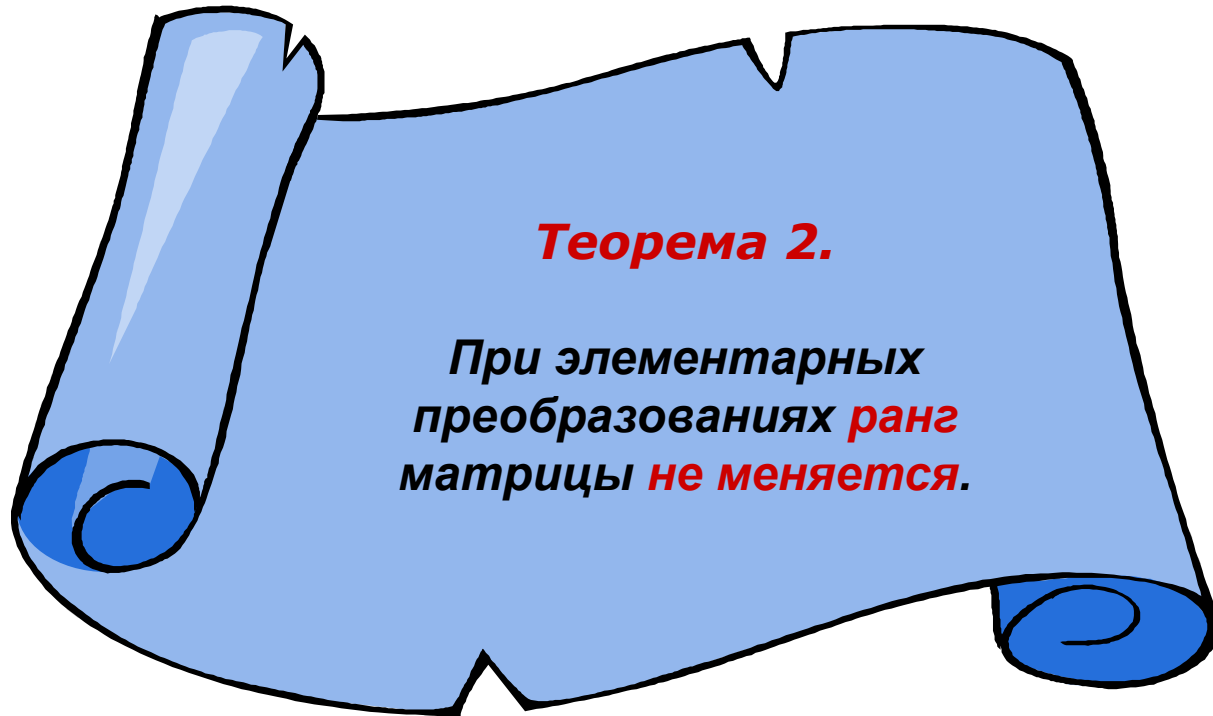 Теорема 2.
При элементарных
преобразованиях ранг
матрицы не меняется.